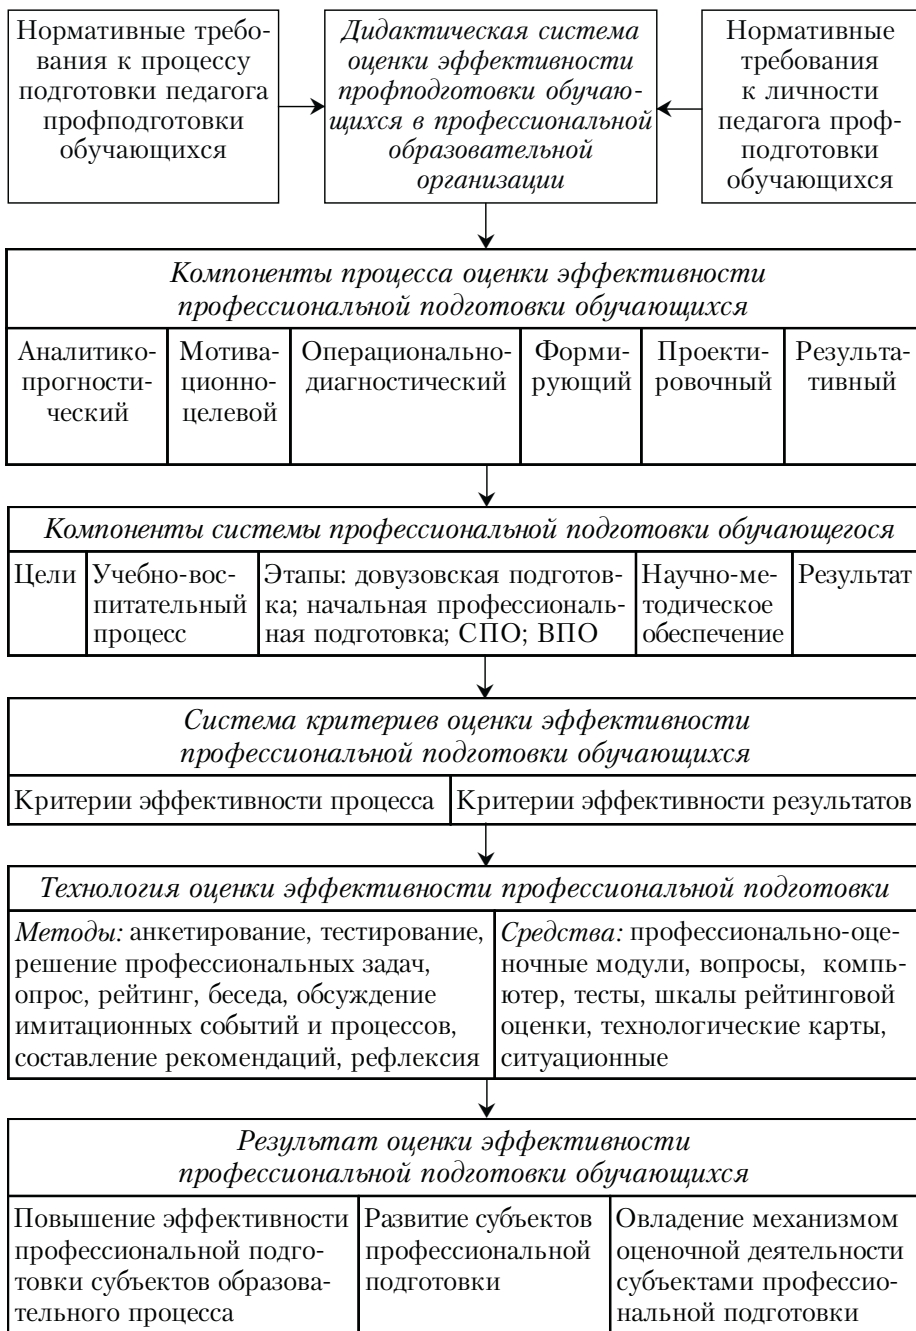 Нормативные требо-
вания к процессу
подготовки педагога
профподготовки
обучающихся
Дидактическая система
оценки эффективности
профподготовки обучаю-
щихся в профессиональной
образовательной
организации
Нормативные
требования
к личности
педагога проф-
подготовки
обучающихся
Компоненты процесса оценки эффективности
профессиональной подготовки обучающихся
Аналитико-
прогности-
ческий
Мотива-
ционно-
целевой
Операционально-
диагностический
Форми-
рующий
Проекти-
ровочный
Результа-
тивный
Компоненты системы профессиональной подготовки обучающегося
Цели
Учебно-вос-
питательный
процесс
Этапы: довузовская подготов-
ка; начальная профессиональ-
ная подготовка; СПО; ВПО
Научно-ме-
тодическое
обеспечение
Результат
Система критериев оценки эффективности
профессиональной подготовки обучающихся
Критерии эффективности процесса
Критерии эффективности результатов
Технология оценки эффективности профессиональной подготовки
Методы: анкетирование, тестирование,
решение профессиональных задач,
опрос, рейтинг, беседа, обсуждение
имитационных событий и процессов,
составление рекомендаций, рефлексия
Средства: профессионально-оце-
ночные модули, вопросы, компь-
ютер, тесты, шкалы рейтинговой
оценки, технологические карты,
ситуационные
Результат оценки эффективности
профессиональной подготовки обучающихся
Повышение эффективности
профессиональной подго-
товки субъектов образова-
тельного процесса
Развитие субъектов
профессиональной
подготовки
Овладение механизмом
оценочной деятельности
субъектами профессио-
нальной подготовки